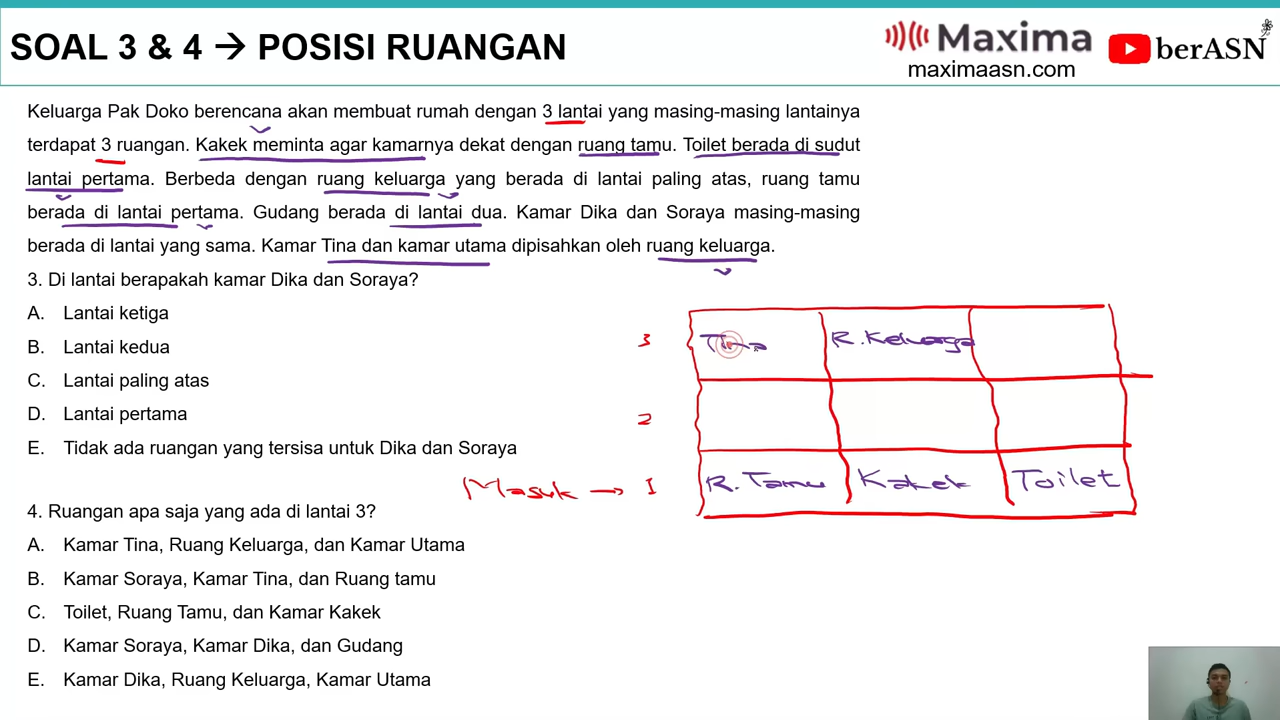 SOAL 3 & 4 → POSISI RUANGAN
Maxima
maximaasn.com
berASN
Keluarga Pak Doko berencana akan membuat rumah dengan 3 lantai yang masing-masing lantainya
terdapat 3 ruangan. Kakek meminta agar kamarnya dekat dengan ruang tamu. Toilet berada di sudut
lantai pertama. Berbeda dengan ruang keluarga yang berada di lantai paling atas, ruang tamu
berada di lantai pertama. Gudang berada di lantai dua. Kamar Dika dan Soraya masing-masing
berada di lantai yang sama. Kamar Tina dan kamar utama dipisahkan oleh ruang keluarga.
3. Di lantai berapakah kamar Dika dan Soraya?
A. Lantai ketiga
B. Lantai kedua
C. Lantai paling atas
D. Lantai pertama
E. Tidak ada ruangan yang tersisa untuk Dika dan Soraya
4. Ruangan apa saja yang ada di lantai 3?
A. Kamar Tina, Ruang Keluarga, dan Kamar Utama
B. Kamar Soraya, Kamar Tina, dan Ruang tamu
C. Toilet, Ruang Tamu, dan Kamar Kakek
D. Kamar Soraya, Kamar Dika, dan Gudang
E. Kamar Dika, Ruang Keluarga, Kamar Utama
3 Tina R. Keluarga
2
Masuk → 1 R. Tamu Kakek Toilet